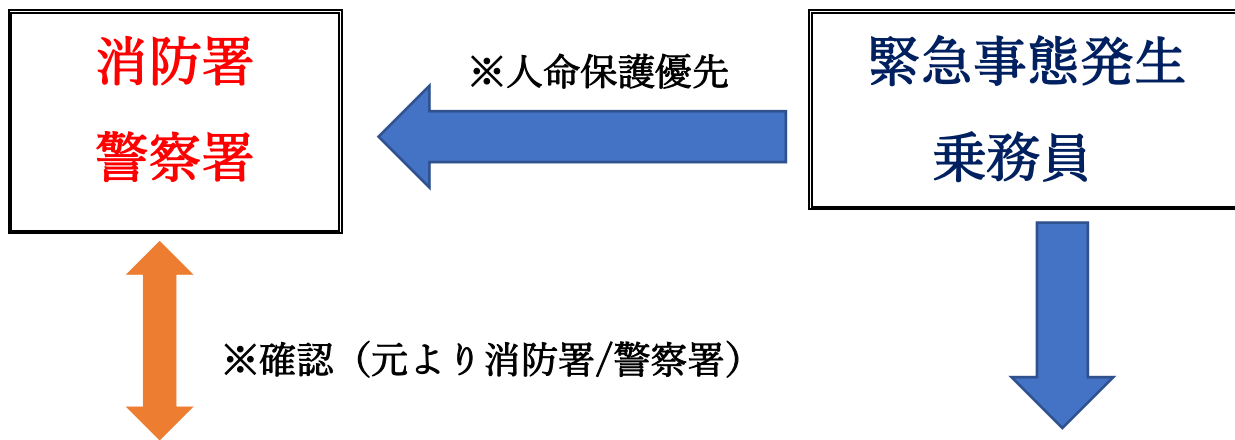 消防署
警察署
※人命保護優先
緊急事態発生
乗務員
※確認（元より消防署/警察署）